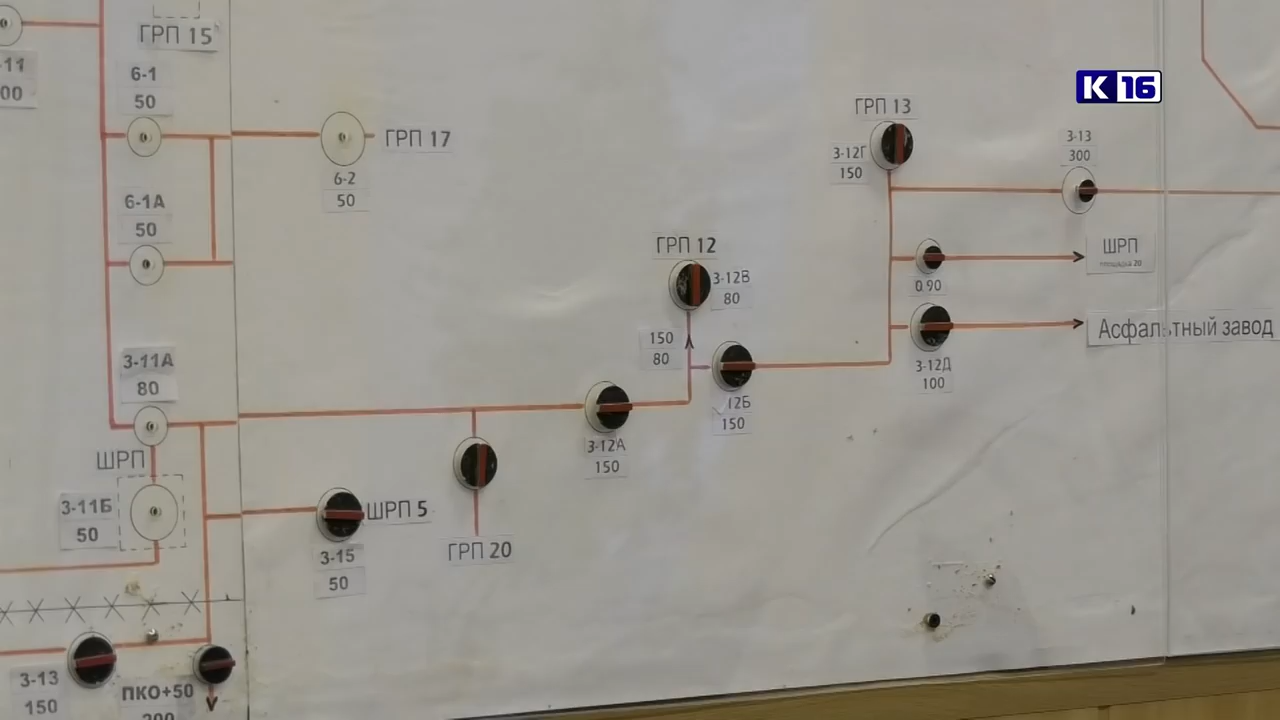 К 16
ГРП 15
-11
00
6-1
50
ГРП 17
6-2
50
6-1А
50
ГРП 13
3-12Г
150
3-13
300
ШРП
площадка 20
0.90
Асфальтный завод
3-12Д
100
ГРП 12
3-12В
80
150
80
12Б
150
3-11А
80
3-12А
150
ШРП
3-11Б
50
ШРП 5
3-15
50
ГРП 20
3-13
150
ПКО+50
200